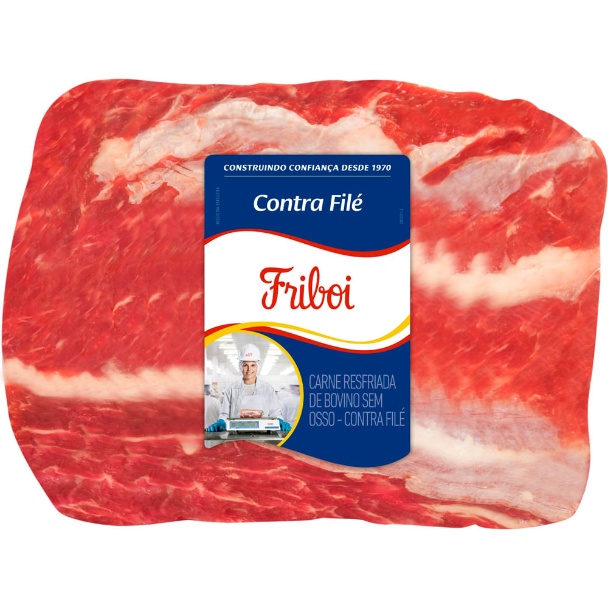 CONSTRUINDO CONFIANÇA DESDE 1970
Contra Filé
Friboi
CARNE RESFRIADA
DE BOVINO SEM
OSSO - CONTRA FILÉ